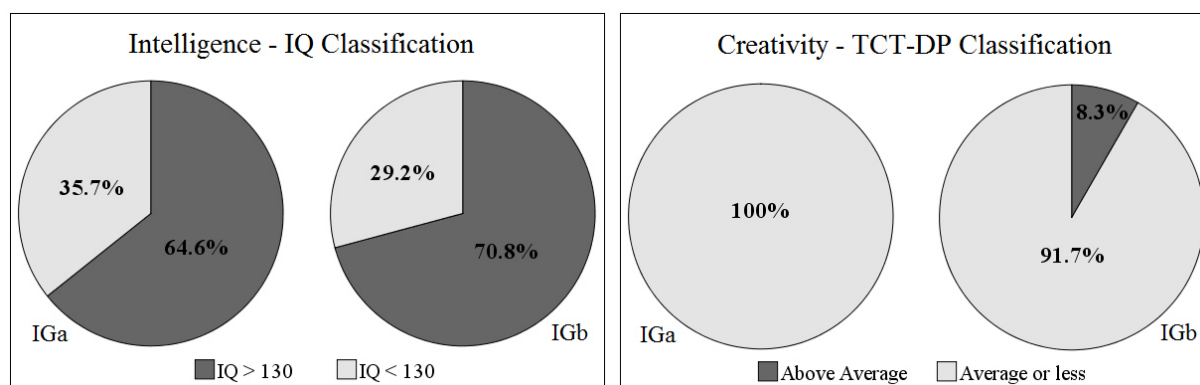 Intelligence - IQ Classification
35.7%
64.6%
IGa
29.2%
70.8%
IGb
IQ > 130
IQ < 130
Creativity - TCT-DP Classification
100%
IGa
8.3%
91.7%
IGb
Above Average
Average or less